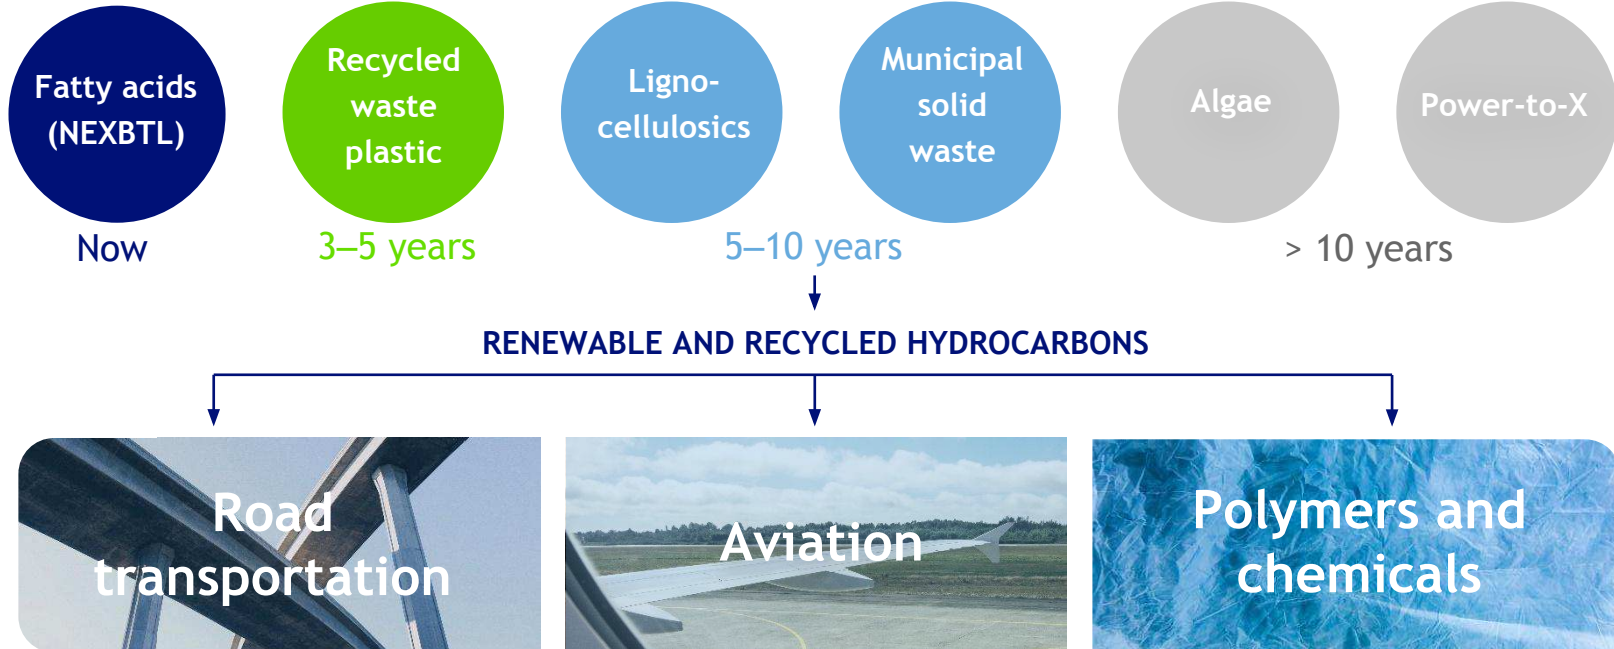 Fatty acids
(NEXBTL)
Recycled
waste
plastic
Ligno-
cellulosics
Municipal
solid
waste
Algae
Power-to-X
Now
3–5 years
5–10 years
> 10 years
RENEWABLE AND RECYCLED HYDROCARBONS
Road
transportation
Aviation
Polymers and
chemicals